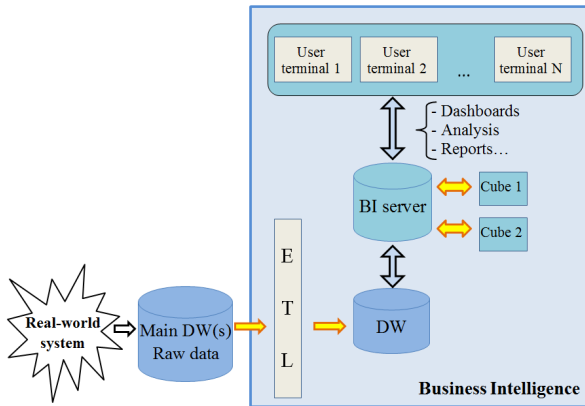 User
terminal 1
User
terminal 2
...
User
terminal N
- Dashboards
- Analysis
- Reports…
BI server
Cube 1
Cube 2
E
T
L
Real-world
system
Main DW(s)
Raw data
DW
Business Intelligence